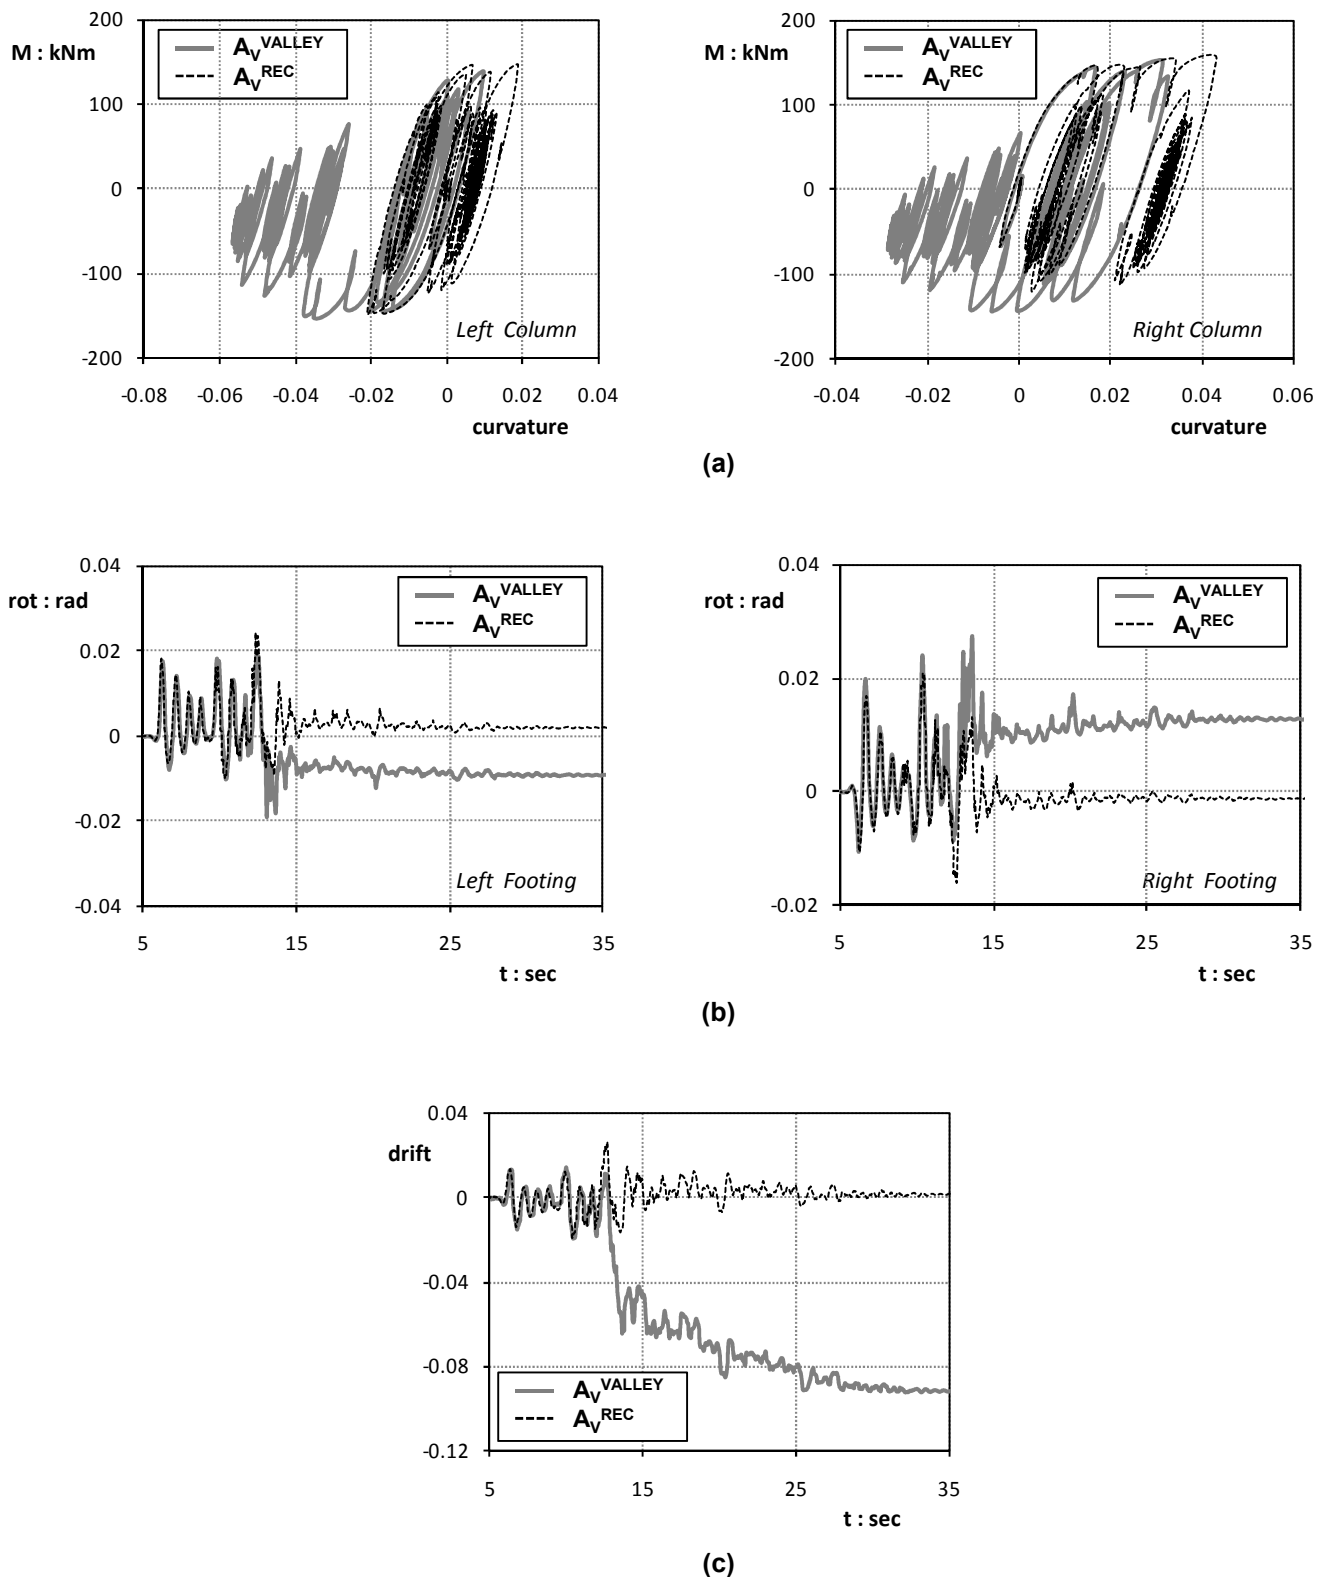 M : kNm
200
100
0
-100
-200
A_V^VALLEY
A_V^REC
Left Column
-0.08 -0.06 -0.04 -0.02 0 0.02 0.04
curvature
M : kNm
200
100
0
-100
-200
A_V^VALLEY
A_V^REC
Right Column
-0.04 -0.02 0 0.02 0.04 0.06
curvature
(a)
rot : rad
0.04
0.02
0
-0.02
-0.04
A_V^VALLEY
A_V^REC
Left Footing
5 15 25 35
t : sec
rot : rad
0.04
0.02
0
-0.02
A_V^VALLEY
A_V^REC
Right Footing
5 15 25 35
t : sec
(b)
drift
0.04
0
-0.04
-0.08
-0.12
A_V^VALLEY
A_V^REC
5 15 25 35
t : sec
(c)